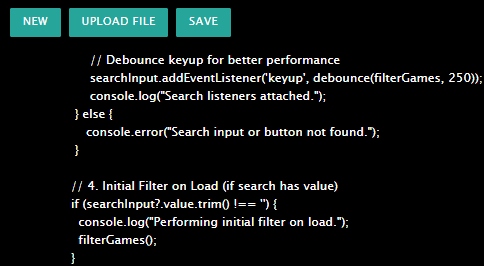 NEW UPLOAD FILE SAVE
// Debounce keyup for better performance
searchInput.addEventListener('keyup', debounce(filterGames, 250));
console.log("Search listeners attached.");
} else {
console.error("Search input or button not found.");
}
// 4. Initial Filter on Load (if search has value)
if (searchInput?.value.trim() !== '') {
console.log("Performing initial filter on load.");
filterGames();
}